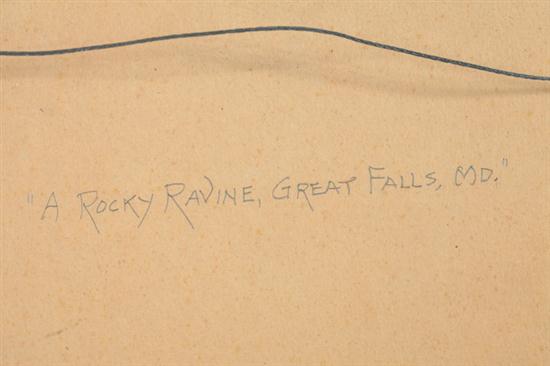 "A ROCKY RAVINE, GREAT FALLS, MD."